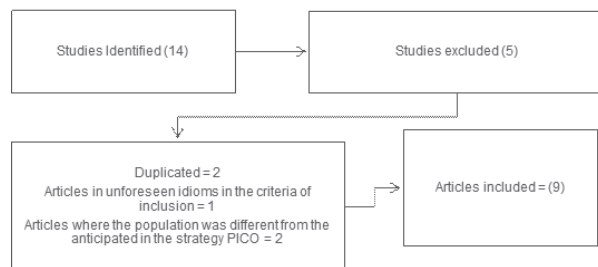 Studies Identified (14)
Studies excluded (5)
Duplicated = 2
Articles in unforeseen idioms in the criteria of
inclusion = 1
Articles where the population was different from the
anticipated in the strategy PICO = 2
Articles included = (9)